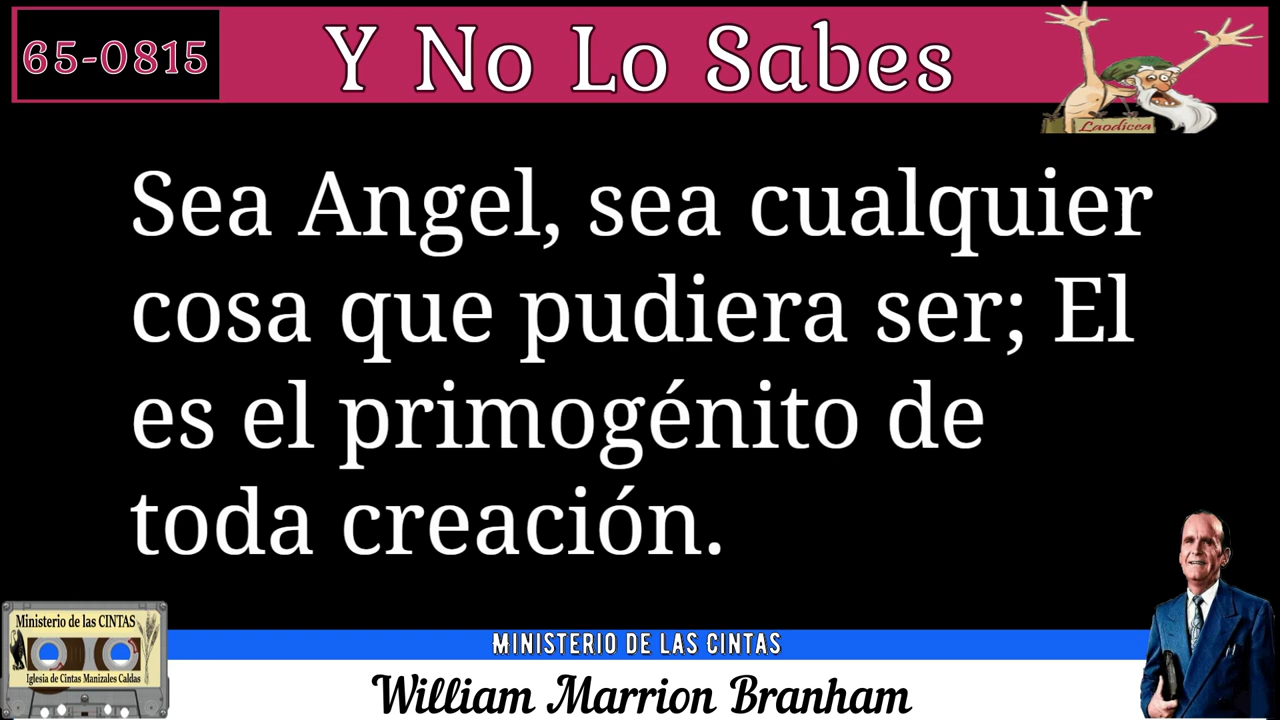 65-0815
Y No Lo Sabes
Laodicea
Sea Angel, sea cualquier
cosa que pudiera ser; El
es el primogénito de
toda creación.
Ministerio de las CINTAS
Iglesia de Cintas Manizales Caldas
MINISTERIO DE LAS CINTAS
William Marrion Branham